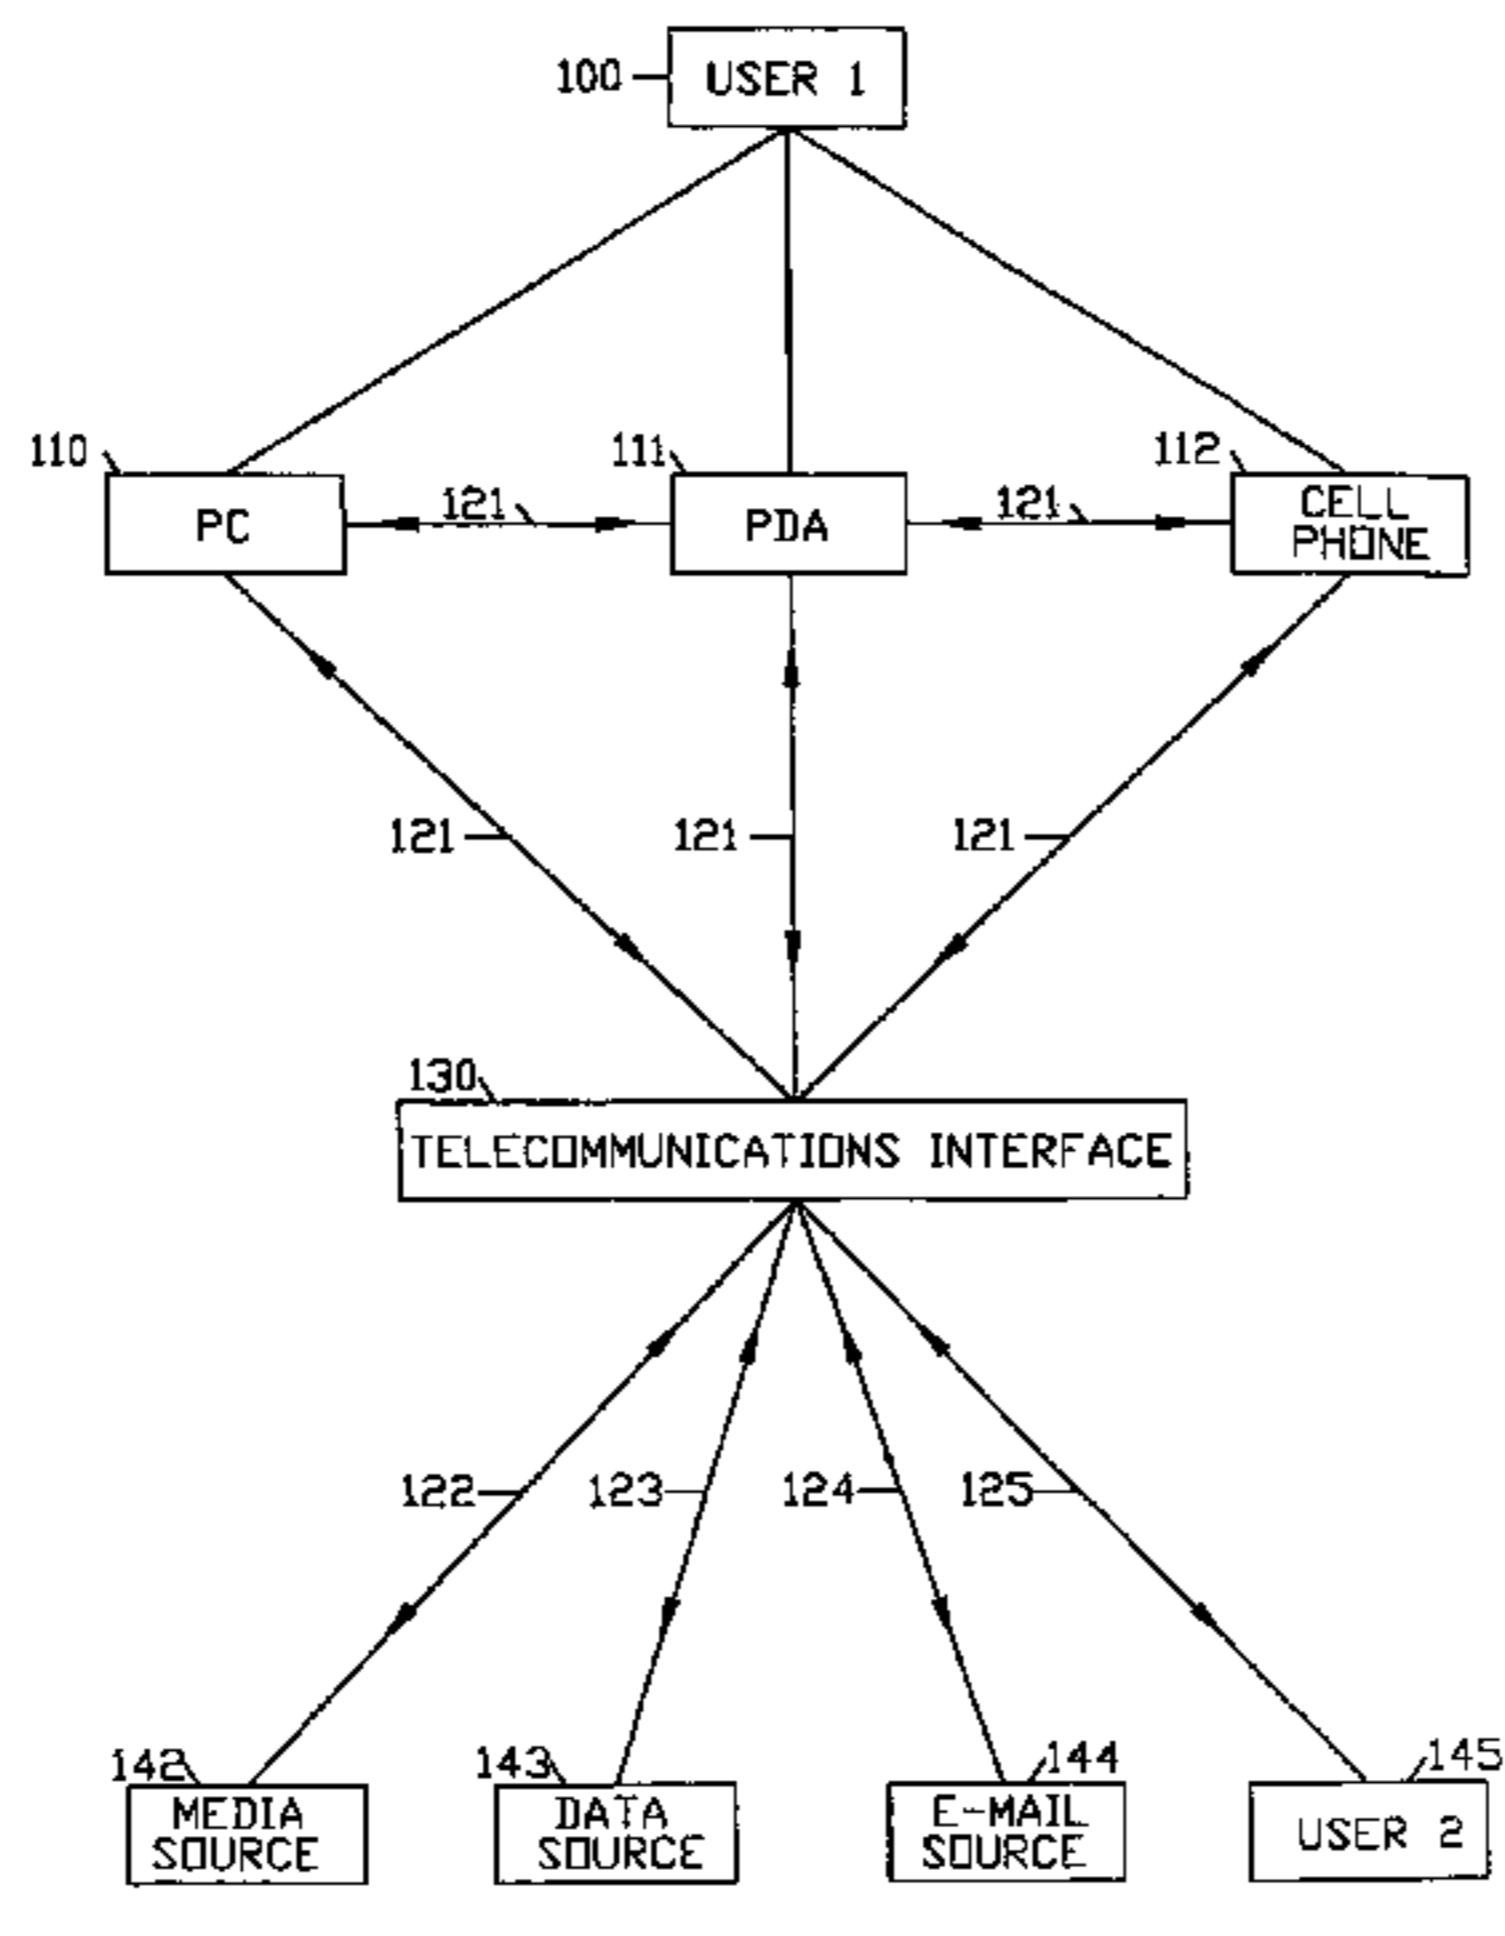 100 USER 1
110 111 112
PC 121 PDA 121 CELL
PHONE
121 121 121
130
TELECOMMUNICATIONS INTERFACE
122 123 124 125
142 143 144 145
MEDIA
SOURCE
DATA
SOURCE
E-MAIL
SOURCE
USER 2